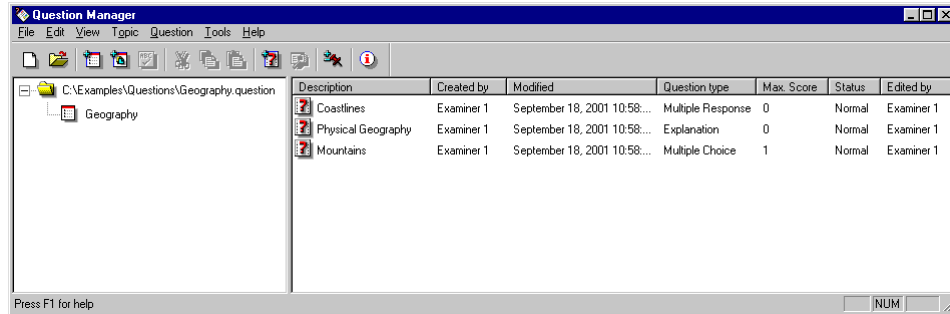 Question Manager
File Edit View Topic Question Tools Help
C:\Examples\Questions\Geography.question
Geography
Description Created by Modified Question type Max. Score Status Edited by
Coastlines Examiner 1 September 18, 2001 10:58:... Multiple Response 0 Normal Examiner 1
Physical Geography Examiner 1 September 18, 2001 10:58:... Explanation 0 Normal Examiner 1
Mountains Examiner 1 September 18, 2001 10:58:... Multiple Choice 1 Normal Examiner 1
Press F1 for help NUM